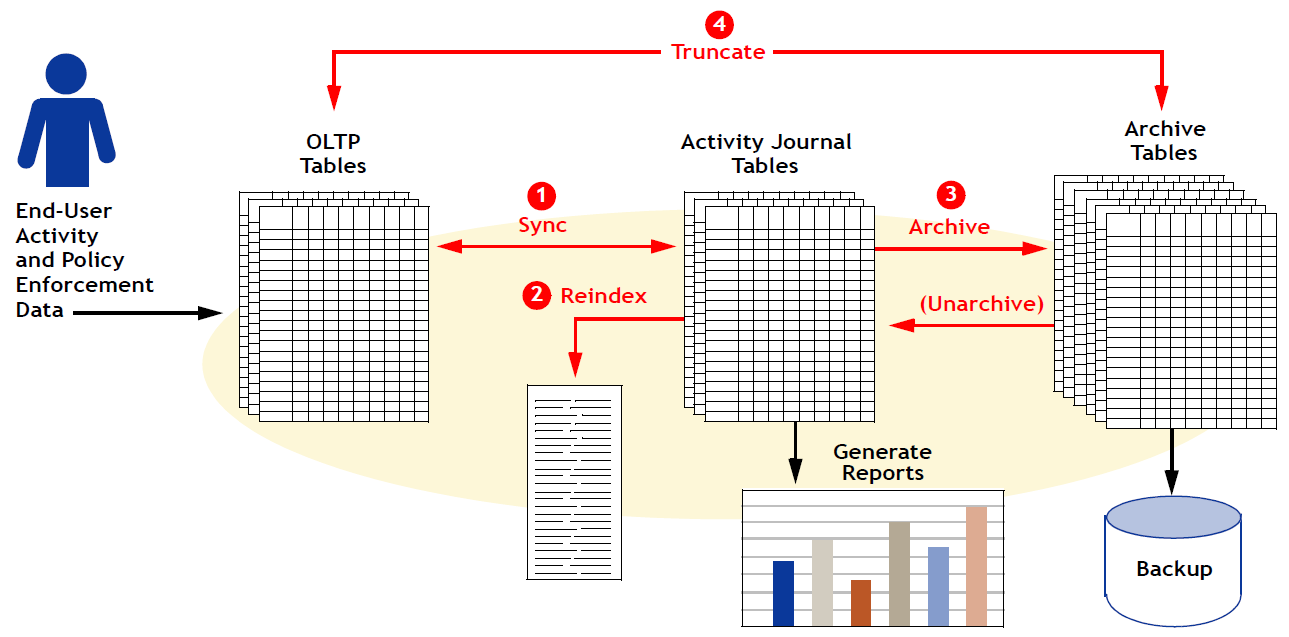 4
Truncate
OLTP
Tables
Activity Journal
Tables
Archive
Tables
End-User
Activity
and Policy
Enforcement
Data
1
Sync
2
Reindex
3
Archive
(Unarchive)
Generate
Reports
Backup